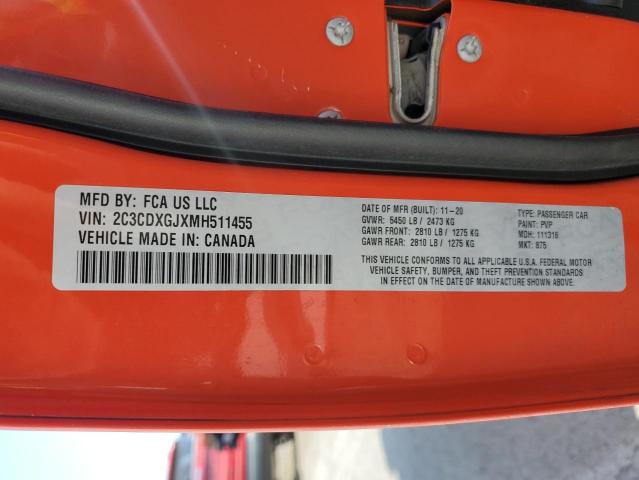 MFD BY: FCA US LLC
VIN: 2C3CDXGJXMH511455
VEHICLE MADE IN: CANADA
DATE OF MFR (BUILT): 11-20
GVWR: 5450 LB / 2473 KG
GAWR FRONT: 2810 LB / 1275 KG
GAWR REAR: 2810 LB / 1275 KG
TYPE: PASSENGER CAR
PAINT: PVP
MDH: 111316
MKT: 875
THIS VEHICLE CONFORMS TO ALL APPLICABLE U.S.A. FEDERAL MOTOR
VEHICLE SAFETY, BUMPER, AND THEFT PREVENTION STANDARDS
IN EFFECT ON THE DATE OF MANUFACTURE SHOWN ABOVE.